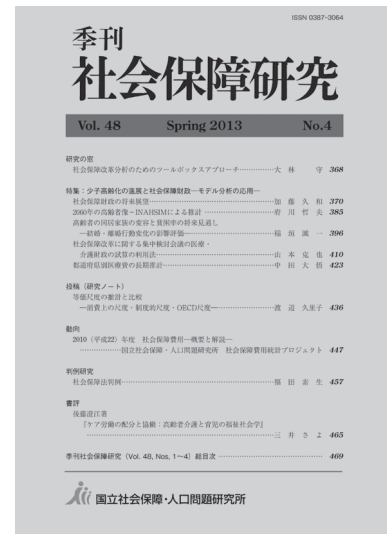 ISSN 0387-3064
季刊
社会保障研究
Vol. 48 Spring 2013 No.4
研究の窓
社会保障改革分析のためのツールボックスアプローチ……………大 林 守 368
特集：少子高齢化の進展と社会保障財政―モデル分析の応用―
社会保障財政の将来展望……………加 藤 久 和 370
2060年の高齢者像－INAHSIMによる推計……………府 川 哲 夫 385
高齢者の同居家族の変容と貧困率の将来見通し
―結婚・離婚行動変化の影響評価―……………稲 垣 誠 一 396
社会保障改革に関する集中検討会議の医療・
介護財政の試算の利用法……………山 本 克 也 410
都道府県別医療費の長期推計……………中 田 大 悟 423
投稿（研究ノート）
等価尺度の推計と比較
―消費上の尺度・制度的尺度・OECD尺度―……………渡 辺 久里子 436
動向
2010（平成22）年度 社会保障費用―概要と解説―
……………国立社会保障・人口問題研究所 社会保障費用統計プロジェクト 447
判例研究
社会保障法判例……………福 田 素 生 457
書評
後藤澄江著
『ケア労働の配分と協働：高齢者介護と育児の福祉社会学』
……………三 井 さ よ 465
季刊社会保障研究（Vol. 48, Nos, 1～4）総目次……………469
国立社会保障・人口問題研究所